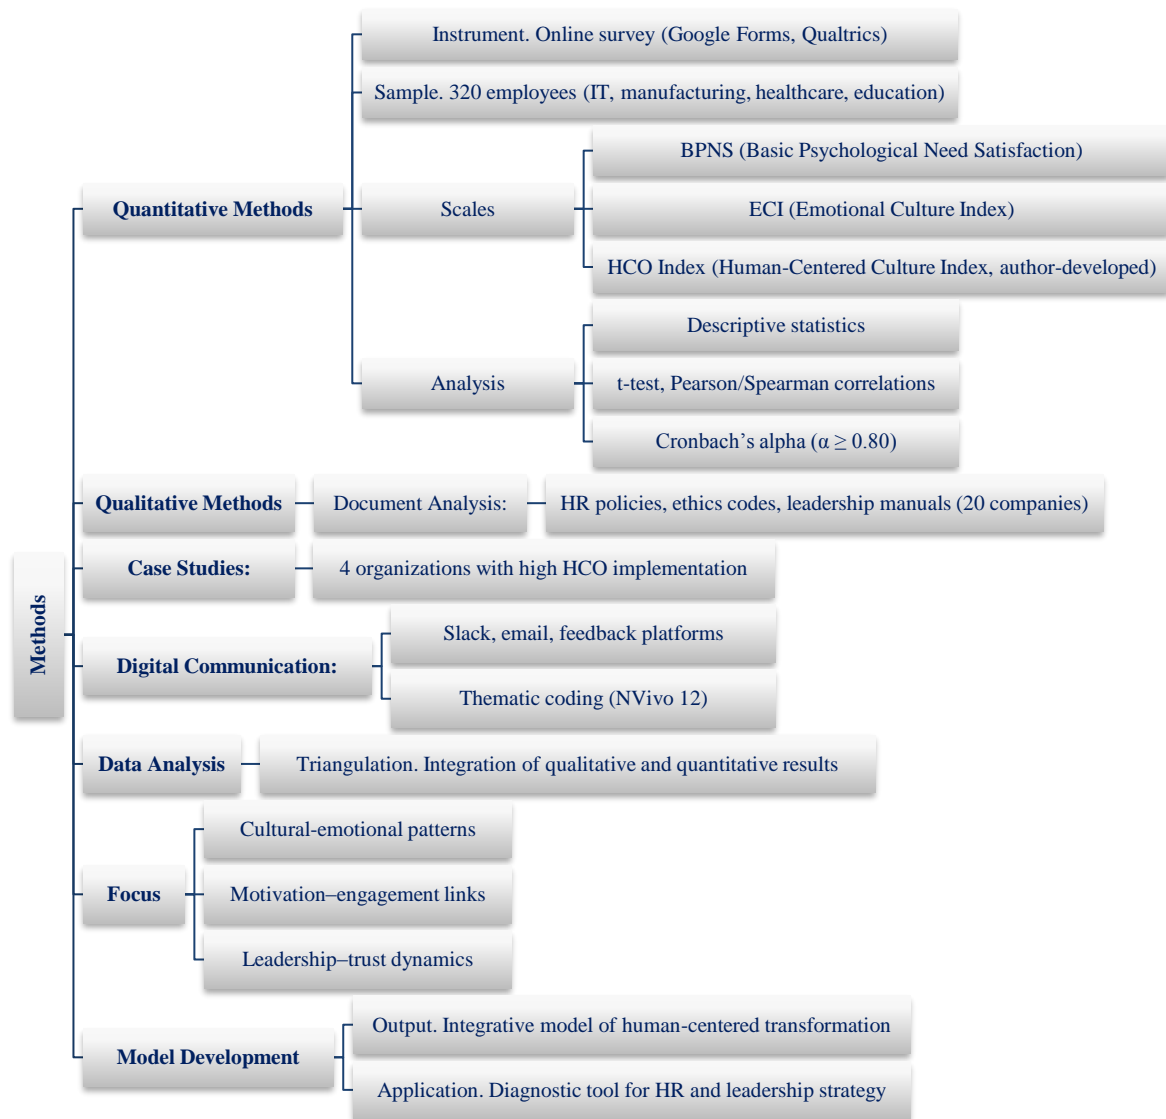 Methods
Quantitative Methods
Instrument. Online survey (Google Forms, Qualtrics)
Sample. 320 employees (IT, manufacturing, healthcare, education)
Scales
BPNS (Basic Psychological Need Satisfaction)
ECI (Emotional Culture Index)
HCO Index (Human-Centered Culture Index, author-developed)
Analysis
Descriptive statistics
t-test, Pearson/Spearman correlations
Cronbach’s alpha (α ≥ 0.80)
Qualitative Methods
Document Analysis:
HR policies, ethics codes, leadership manuals (20 companies)
Case Studies:
4 organizations with high HCO implementation
Digital Communication:
Slack, email, feedback platforms
Thematic coding (NVivo 12)
Data Analysis
Triangulation. Integration of qualitative and quantitative results
Focus
Cultural-emotional patterns
Motivation–engagement links
Leadership–trust dynamics
Model Development
Output. Integrative model of human-centered transformation
Application. Diagnostic tool for HR and leadership strategy